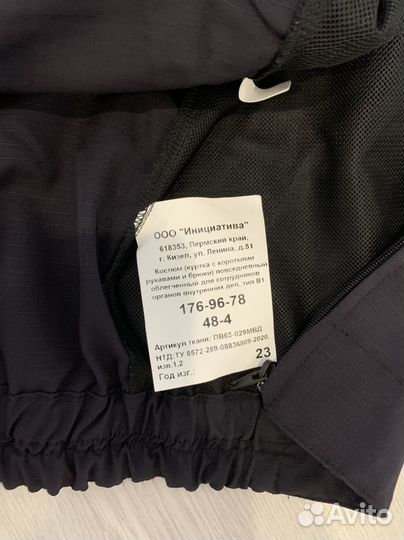 ООО "Инициатива"
618353, Пермский край,
г. Кизел, ул. Ленина, д.51
Костюм (куртка с короткими
рукавами и брюки) повседневный
облегченный для сотрудников
органов внутренних дел, тип В1
176-96-78
48-4
Артикул ткани: ПВ65-029МВД
НТД:ТУ 8572-289-08836809-2020,
изв.1,2
Год изг.: 23
Avito